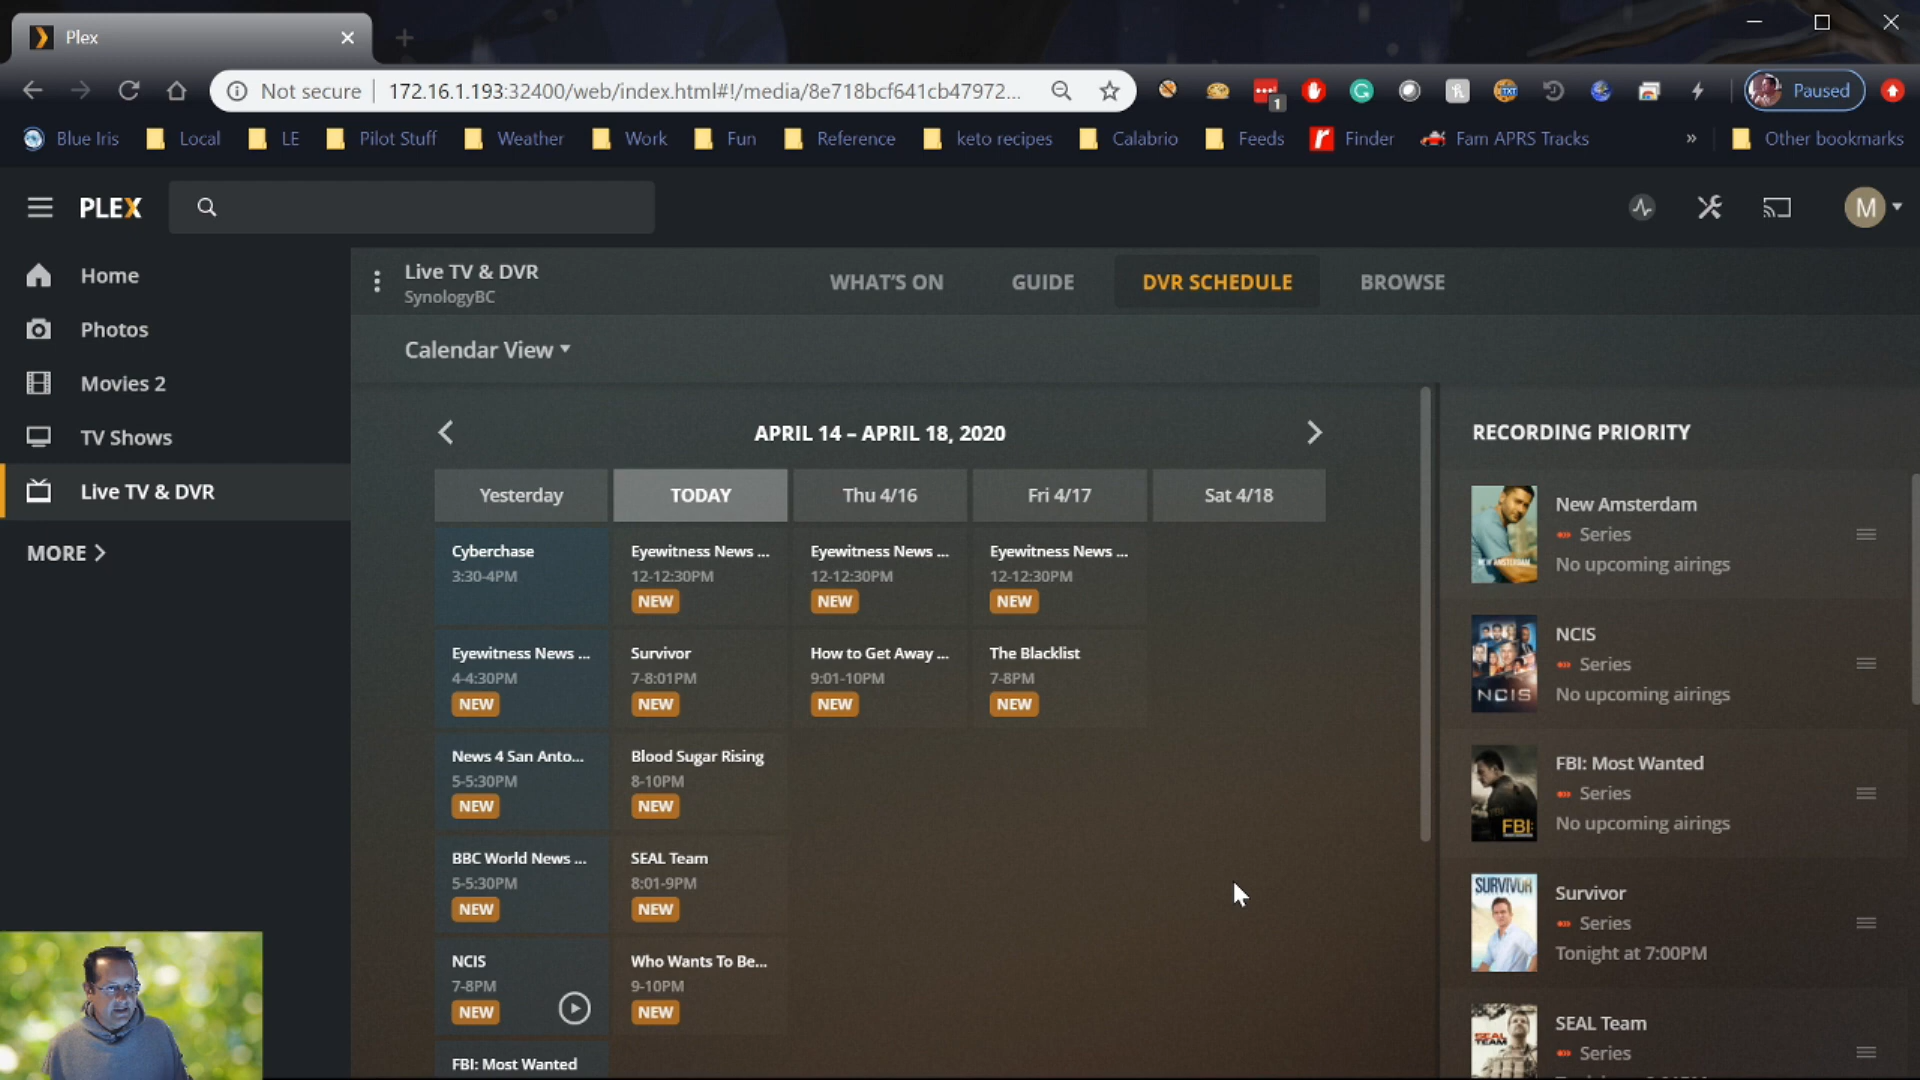 Plex
Not secure
172.16.1.193:32400/web/index.html#!/media/8e718bcf641cb47972...
1
Paused
Blue Iris
Local
LE
Pilot Stuff
Weather
Work
Fun
Reference
keto recipes
Calabrio
Feeds
Finder
Fam APRS Tracks
»
Other bookmarks
PLEX
M
Home
Photos
Movies 2
TV Shows
Live TV & DVR
MORE
Live TV & DVR
SynologyBC
WHAT'S ON
GUIDE
DVR SCHEDULE
BROWSE
Calendar View
APRIL 14 – APRIL 18, 2020
Yesterday
TODAY
Thu 4/16
Fri 4/17
Sat 4/18
Cyberchase
3:30-4PM
Eyewitness News ...
12-12:30PM
NEW
Eyewitness News ...
12-12:30PM
NEW
Eyewitness News ...
12-12:30PM
NEW
Eyewitness News ...
4-4:30PM
NEW
Survivor
7-8:01PM
NEW
How to Get Away ...
9:01-10PM
NEW
The Blacklist
7-8PM
NEW
News 4 San Anto...
5-5:30PM
NEW
Blood Sugar Rising
8-10PM
NEW
BBC World News ...
5-5:30PM
NEW
SEAL Team
8:01-9PM
NEW
NCIS
7-8PM
NEW
Who Wants To Be...
9-10PM
NEW
FBI: Most Wanted
RECORDING PRIORITY
New Amsterdam
Series
No upcoming airings
NCIS
NCIS
Series
No upcoming airings
FBI:
FBI: Most Wanted
Series
No upcoming airings
SURVIVOR
Survivor
Series
Tonight at 7:00PM
SEAL TEAM
SEAL Team
Series